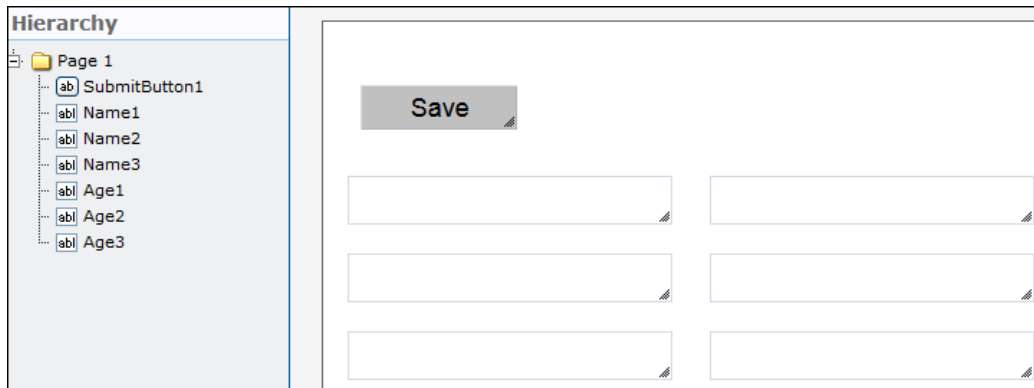 Hierarchy
Page 1
ab SubmitButton1
abl Name1
abl Name2
abl Name3
abl Age1
abl Age2
abl Age3
Save